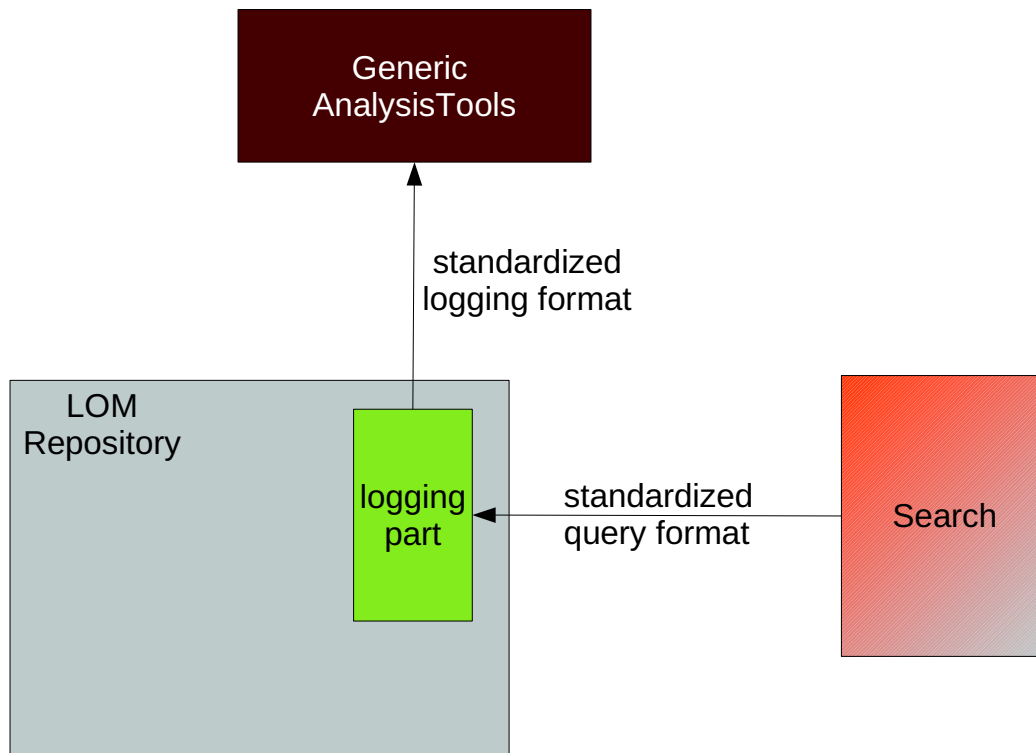 Generic
AnalysisTools
standardized
logging format
LOM
Repository
logging
part
standardized
query format
Search